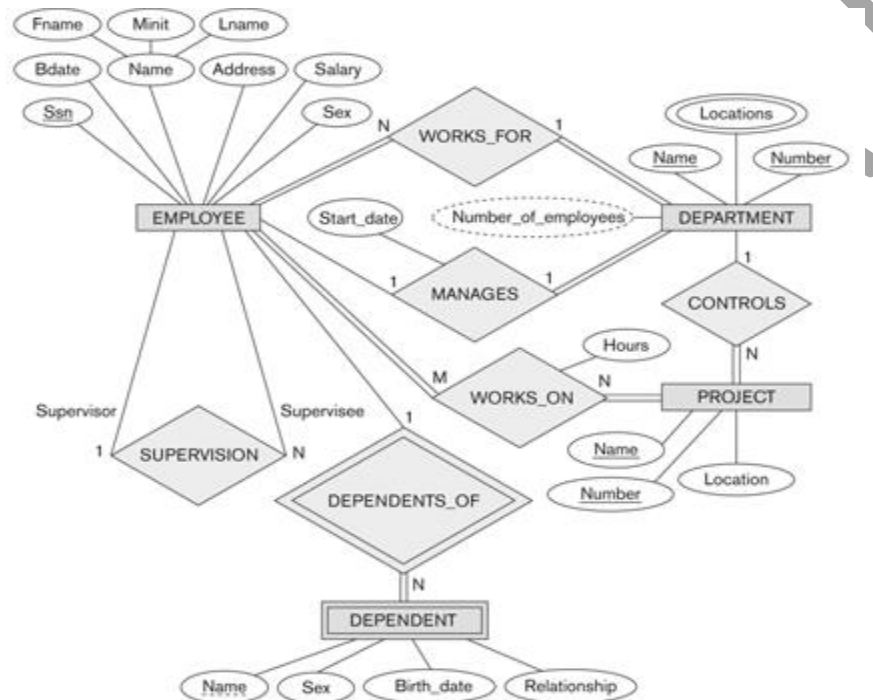 Fname Minit Lname
Bdate Name Address Salary
Ssn Sex
N WORKS_FOR 1
Locations
Name Number
EMPLOYEE Start_date Number_of_employees DEPARTMENT
1 MANAGES 1
1
CONTROLS
N
Hours
M WORKS_ON N PROJECT
Supervisor Supervisee
1 SUPERVISION N
1
Name
Number Location
DEPENDENTS_OF
N
DEPENDENT
Name Sex Birth_date Relationship